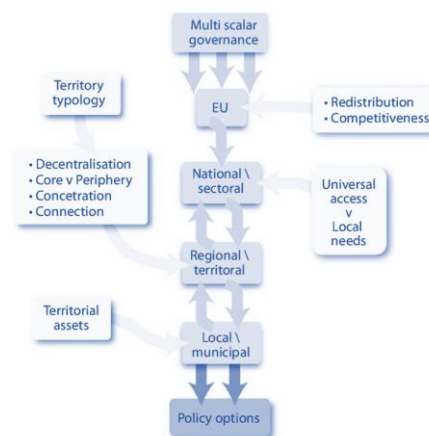 Multi scalar
governance
Territory
typology
EU
• Redistribution
• Competitiveness
• Decentralisation
• Core v Periphery
• Concetration
• Connection
National \
sectoral
Universal
access
v
Local
needs
Regional \
territoral
Territorial
assets
Local \
municipal
Policy options